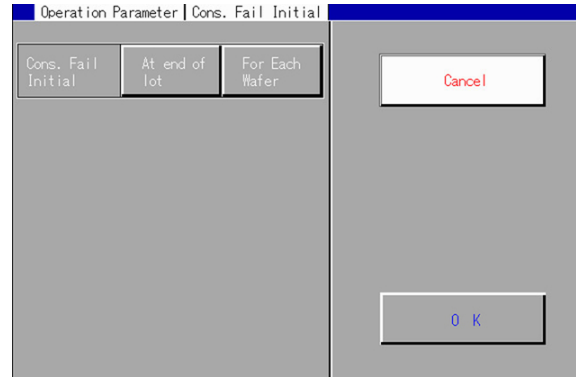 Operation Parameter | Cons. Fail Initial
Cons. Fail
Initial
At end of
lot
For Each
Wafer
Cancel
O K